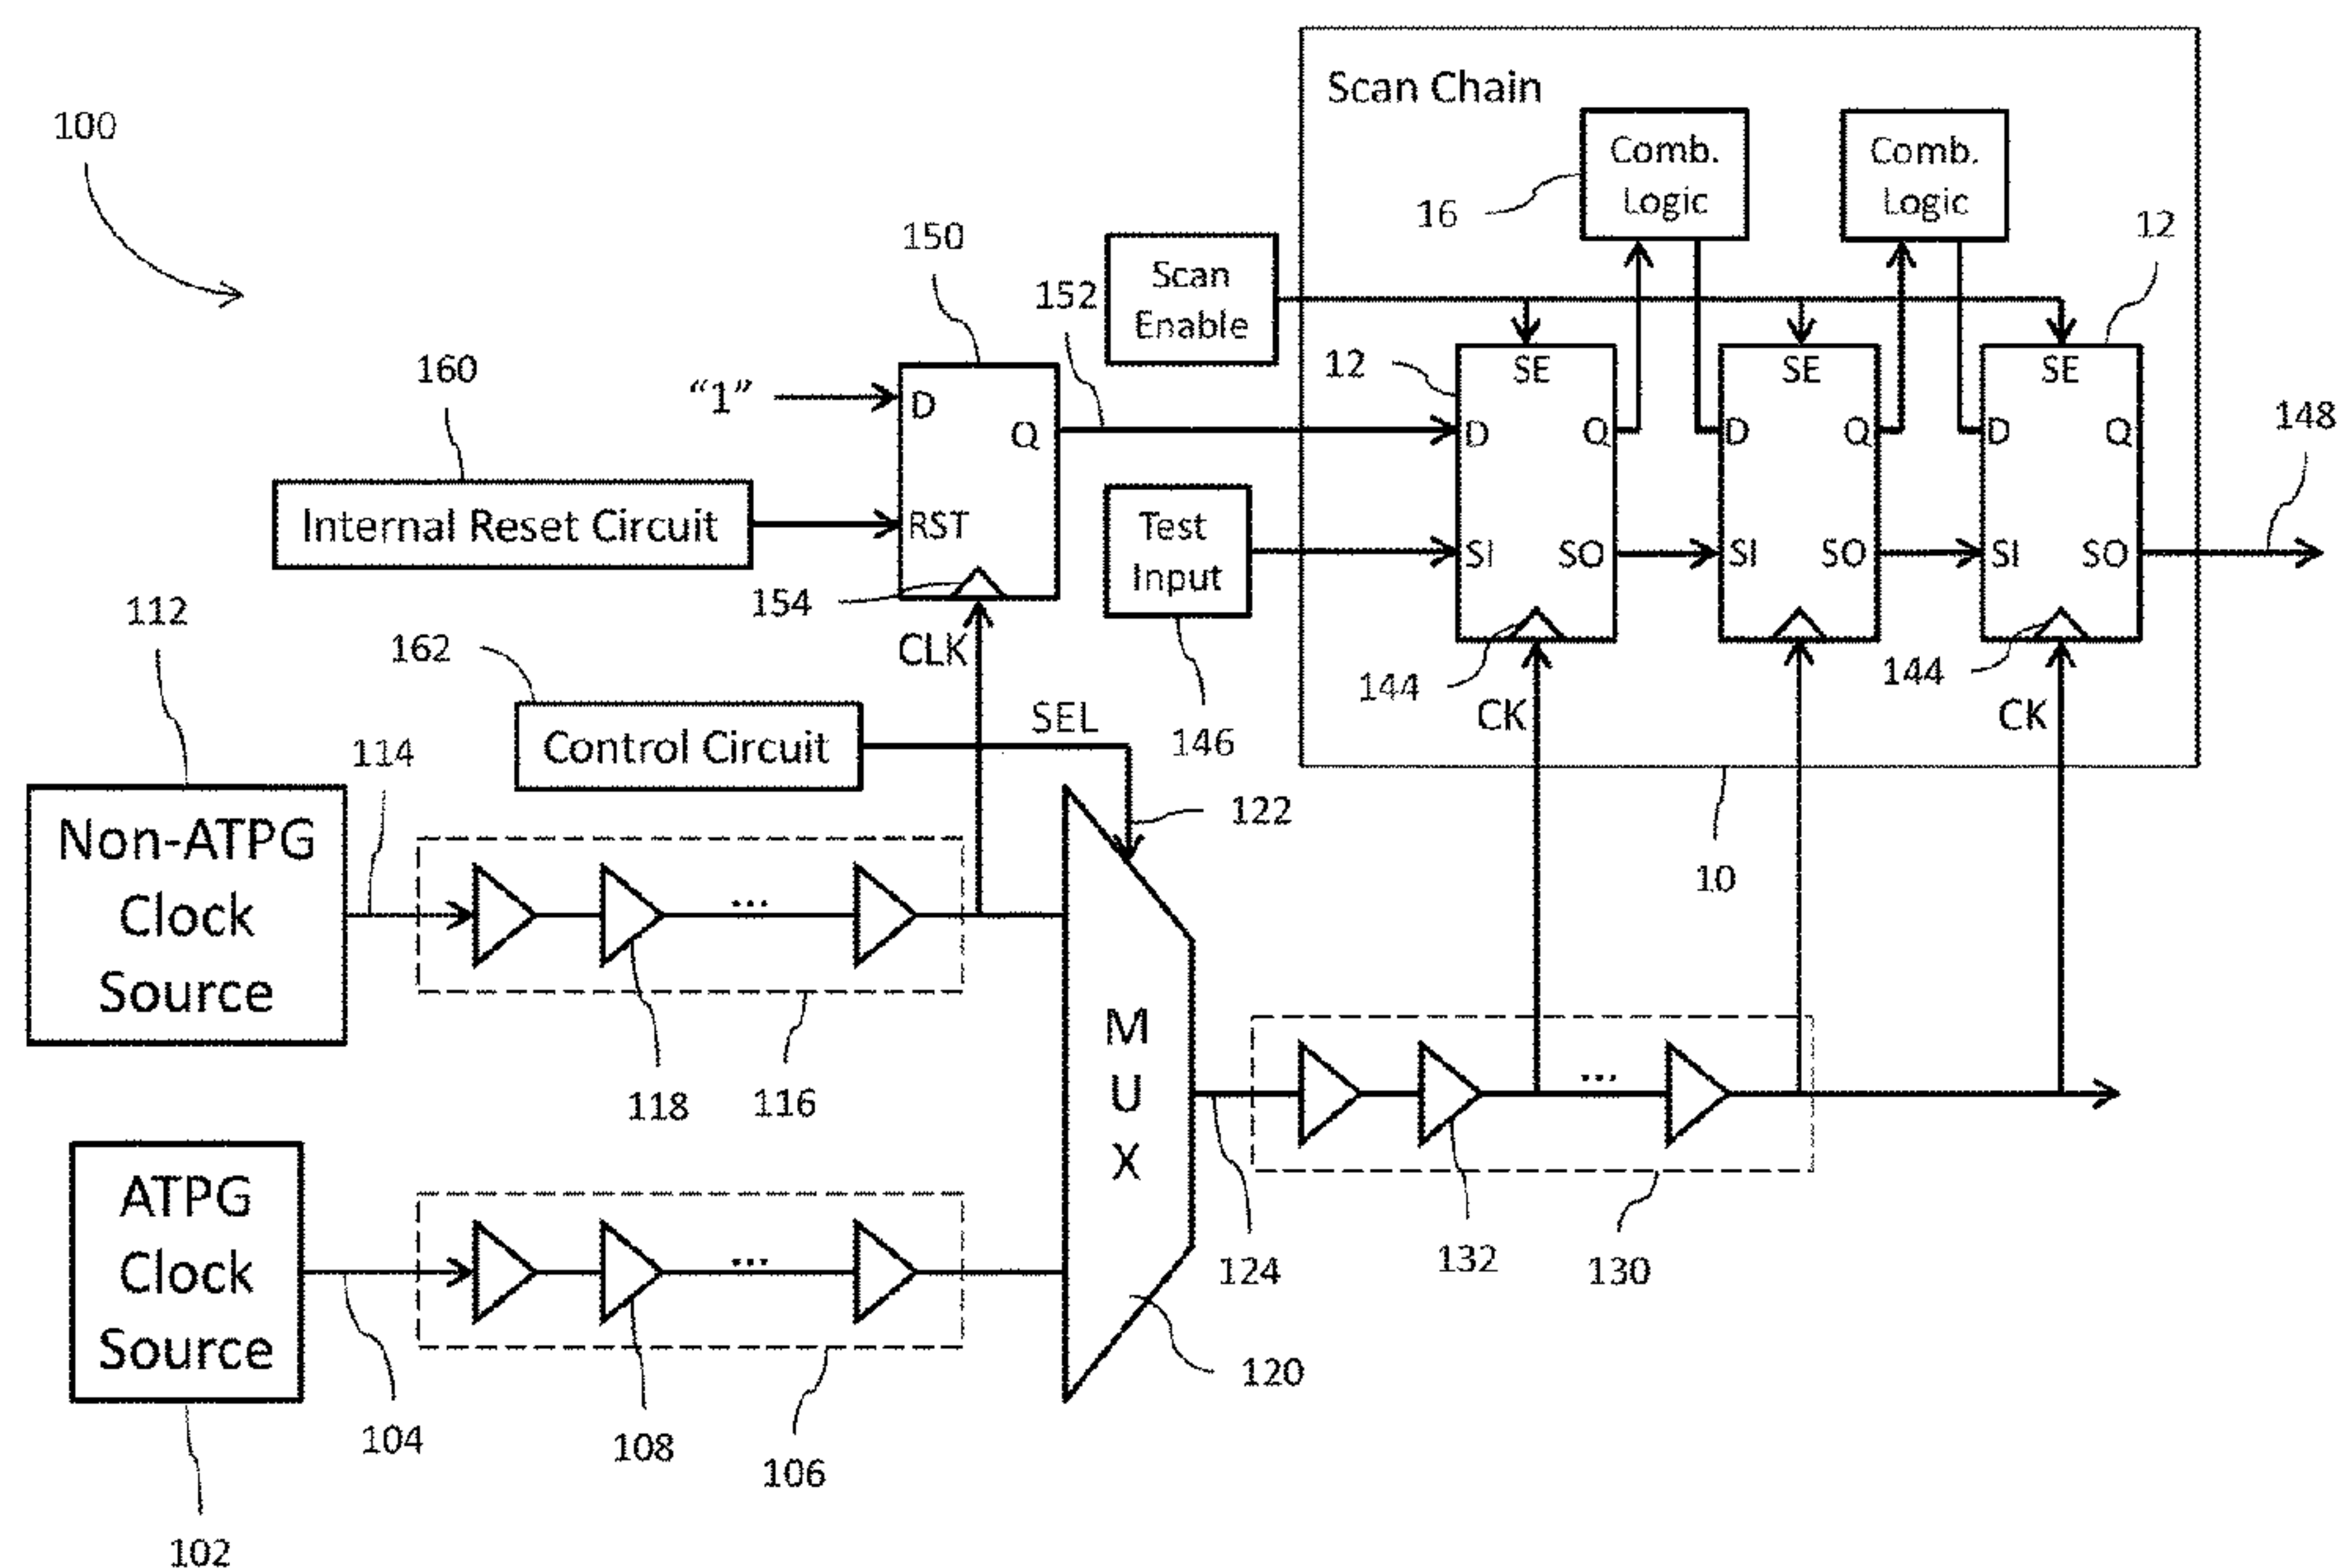 Scan Chain
100
Comb.
Logic
Comb.
Logic
16
12
150
Scan
Enable
152
160
"1"
D
Q
RST
12
SE
SE
SE
D
Q
D
Q
D
Q
148
Internal Reset Circuit
Test
Input
SI
SO
SI
SO
SI
SO
154
112
CLK
162
SEL
144
144
CK
CK
146
Control Circuit
114
122
10
Non-ATPG
Clock
Source
...
118
116
M
U
X
...
132
130
124
ATPG
Clock
Source
...
120
104
108
106
102